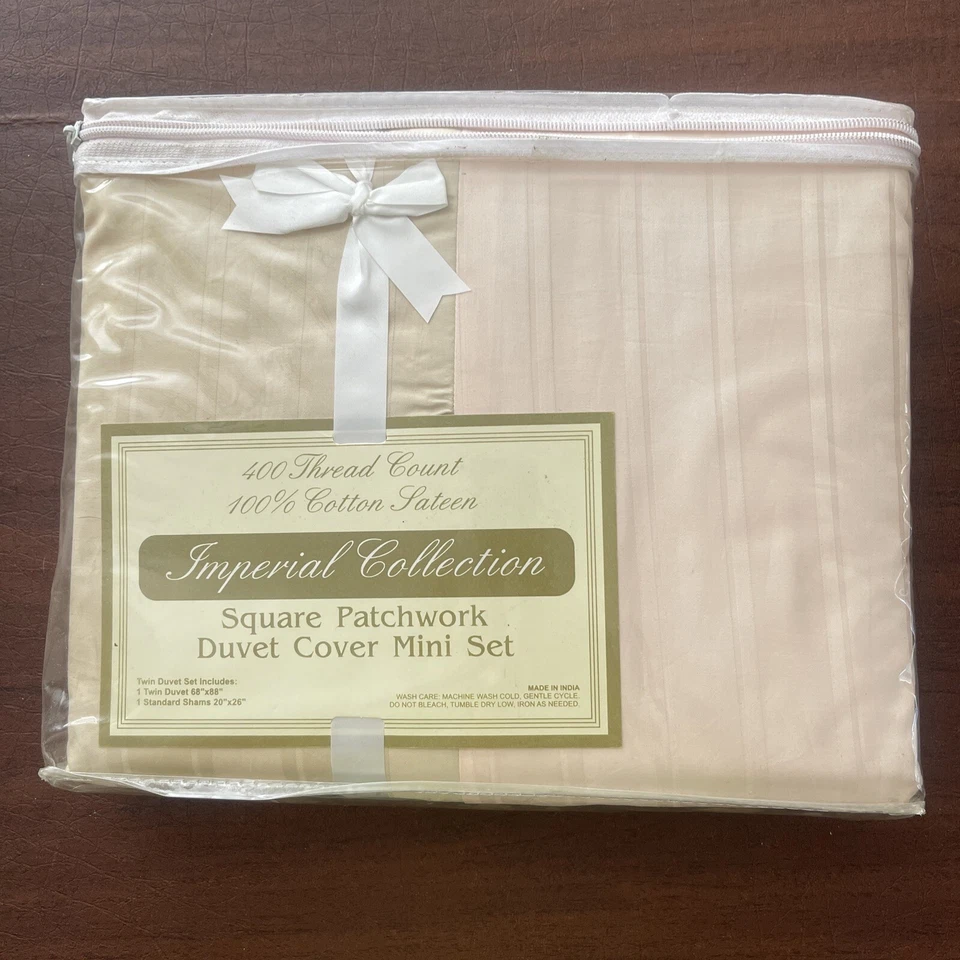 400 Thread Count
100% Cotton Sateen
Imperial Collection
Square Patchwork
Duvet Cover Mini Set
Twin Duvet Set Includes:
1 Twin Duvet 68"x88"
1 Standard Shams 20"x26"
MADE IN INDIA
WASH CARE: MACHINE WASH COLD, GENTLE CYCLE,
DO NOT BLEACH, TUMBLE DRY LOW, IRON AS NEEDED.